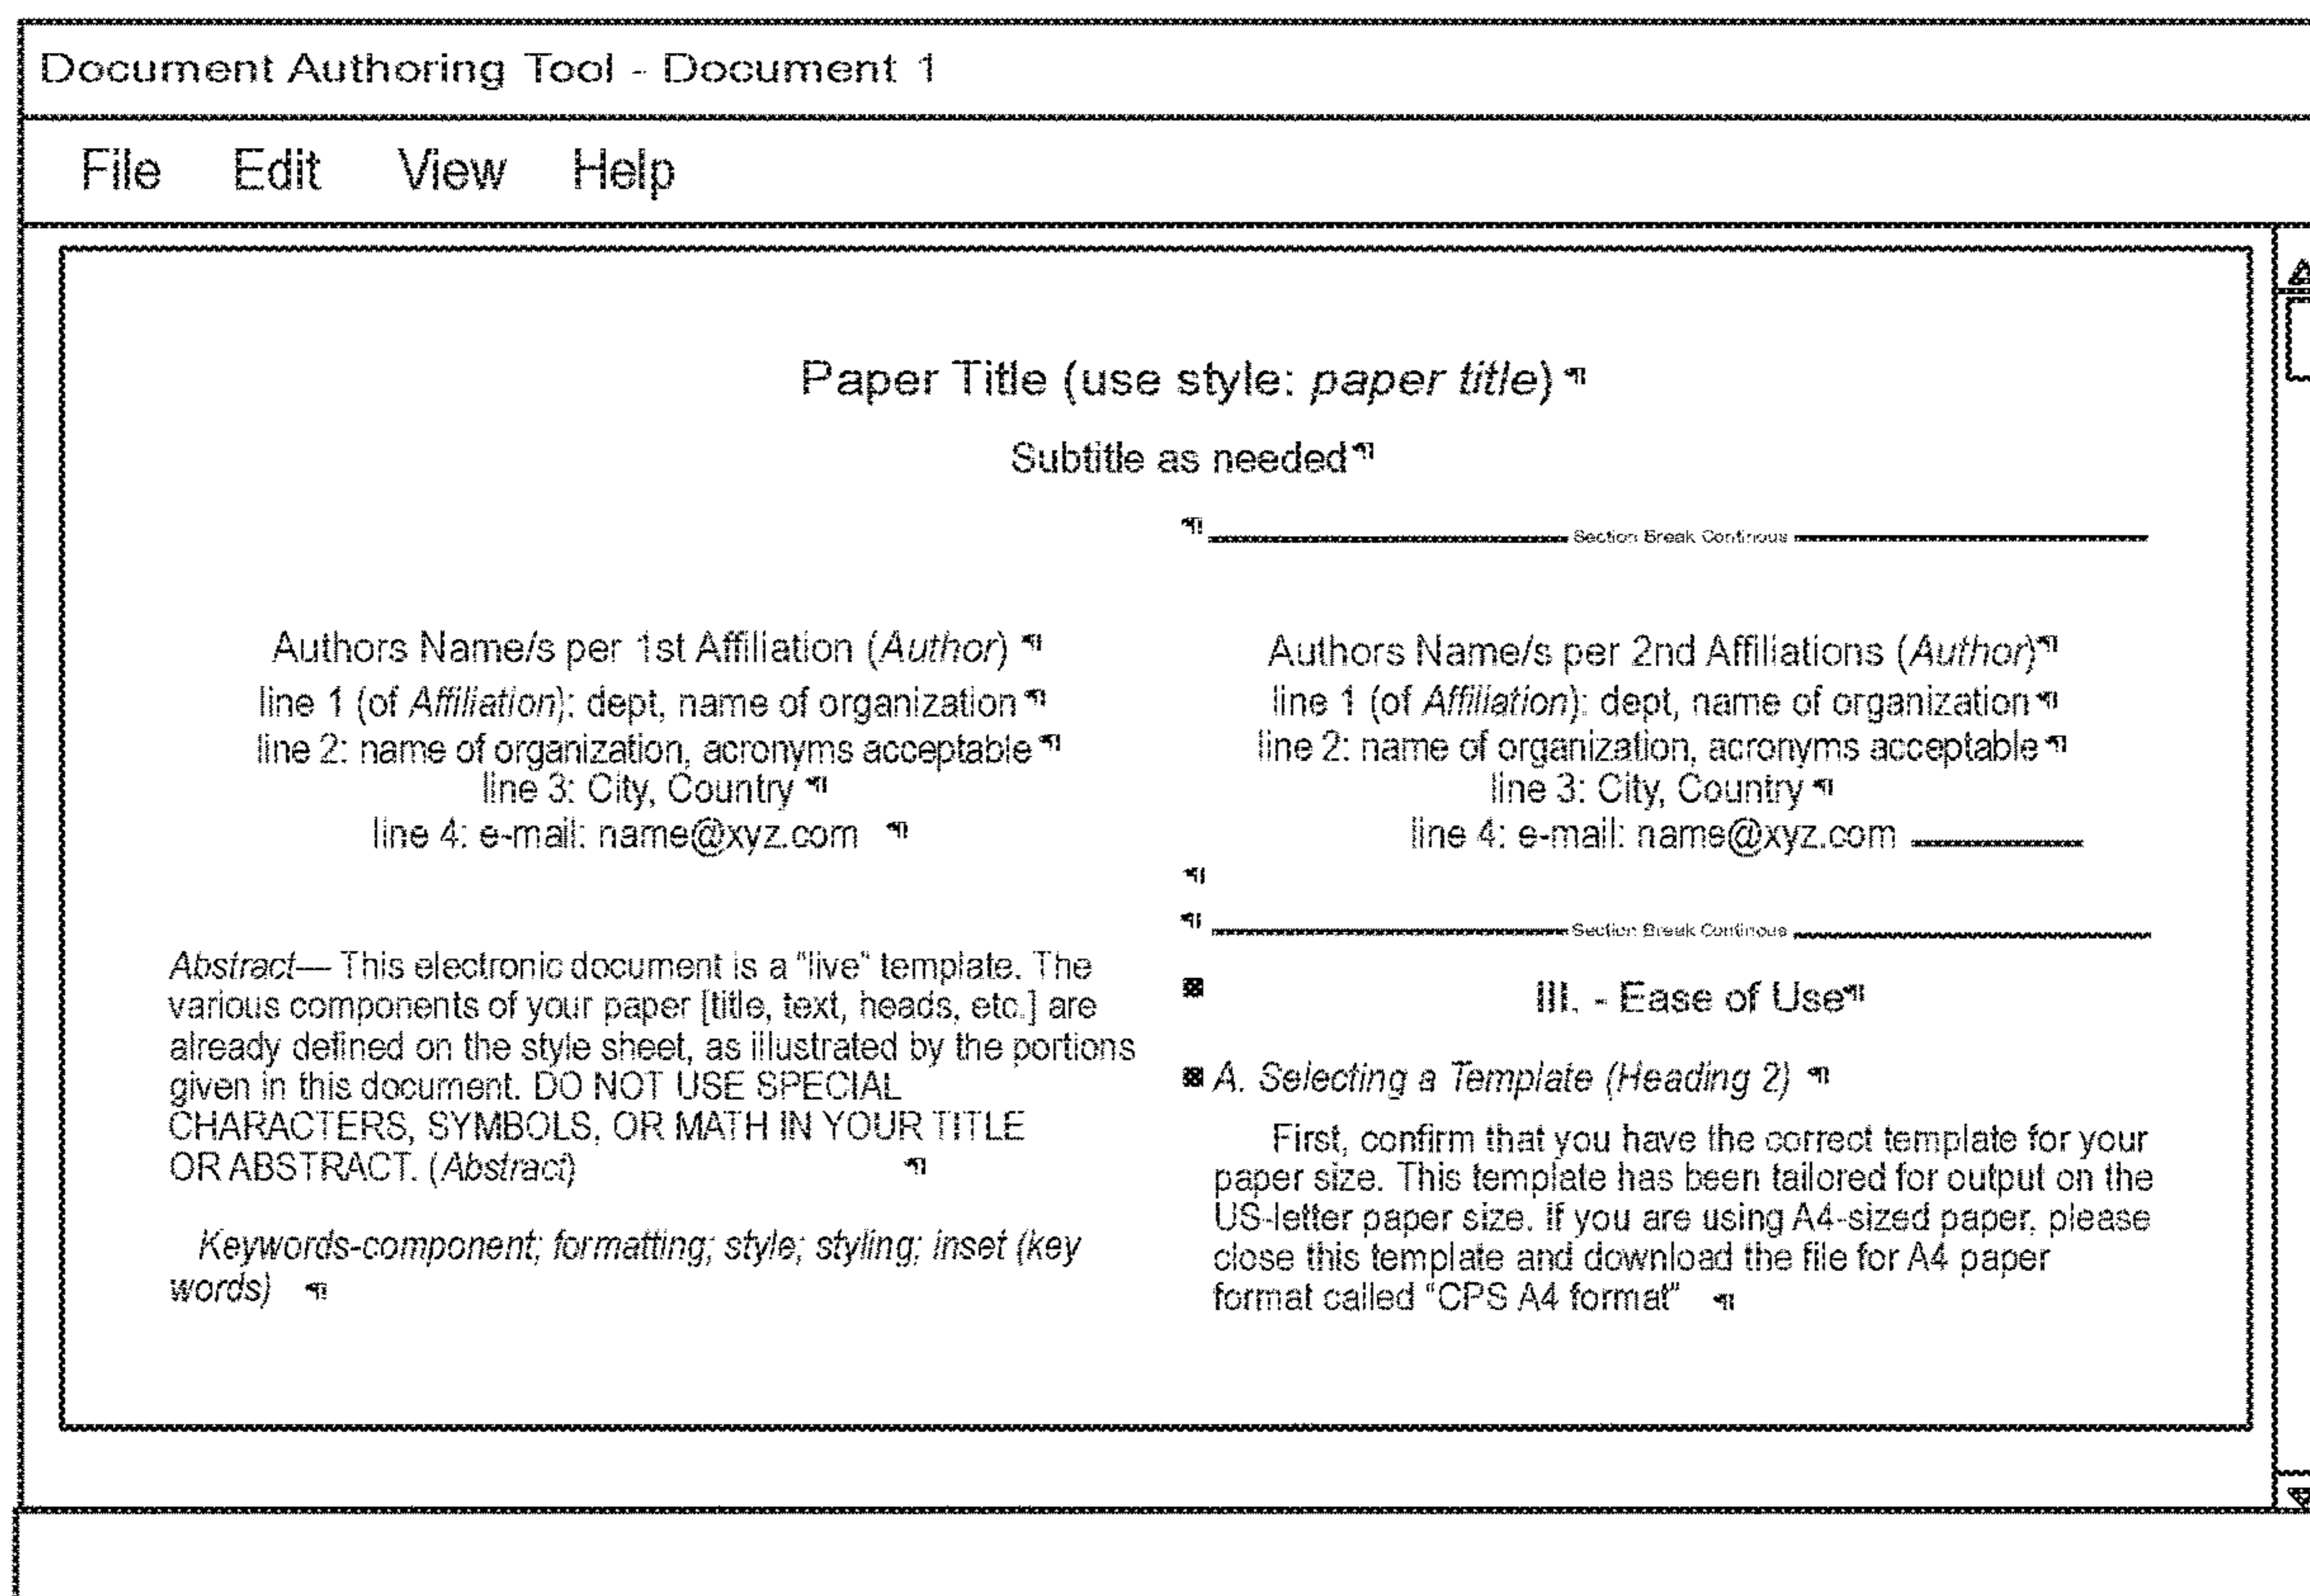 Document Authoring Tool - Document 1
File Edit View Help
Paper Title (use style: paper title) ¶
Subtitle as needed ¶
¶ Section Break Continous
Authors Name/s per 1st Affiliation (Author) ¶
line 1 (of Affiliation): dept, name of organization ¶
line 2: name of organization, acronyms acceptable ¶
line 3: City, Country ¶
line 4: e-mail: name@xyz.com ¶
Abstract— This electronic document is a "live" template. The
various components of your paper [title, text, heads, etc.] are
already defined on the style sheet, as illustrated by the portions
given in this document. DO NOT USE SPECIAL
CHARACTERS, SYMBOLS, OR MATH IN YOUR TITLE
OR ABSTRACT. (Abstract) ¶
Keywords-component; formatting; style; styling; inset (key
words) ¶
Authors Name/s per 2nd Affiliations (Author) ¶
line 1 (of Affiliation): dept, name of organization ¶
line 2: name of organization, acronyms acceptable ¶
line 3: City, Country ¶
line 4: e-mail: name@xyz.com
¶
¶ Section Break Continous
III. - Ease of Use ¶
A. Selecting a Template (Heading 2) ¶
First, confirm that you have the correct template for your
paper size. This template has been tailored for output on the
US-letter paper size. If you are using A4-sized paper, please
close this template and download the file for A4 paper
format called "CPS A4 format" ¶